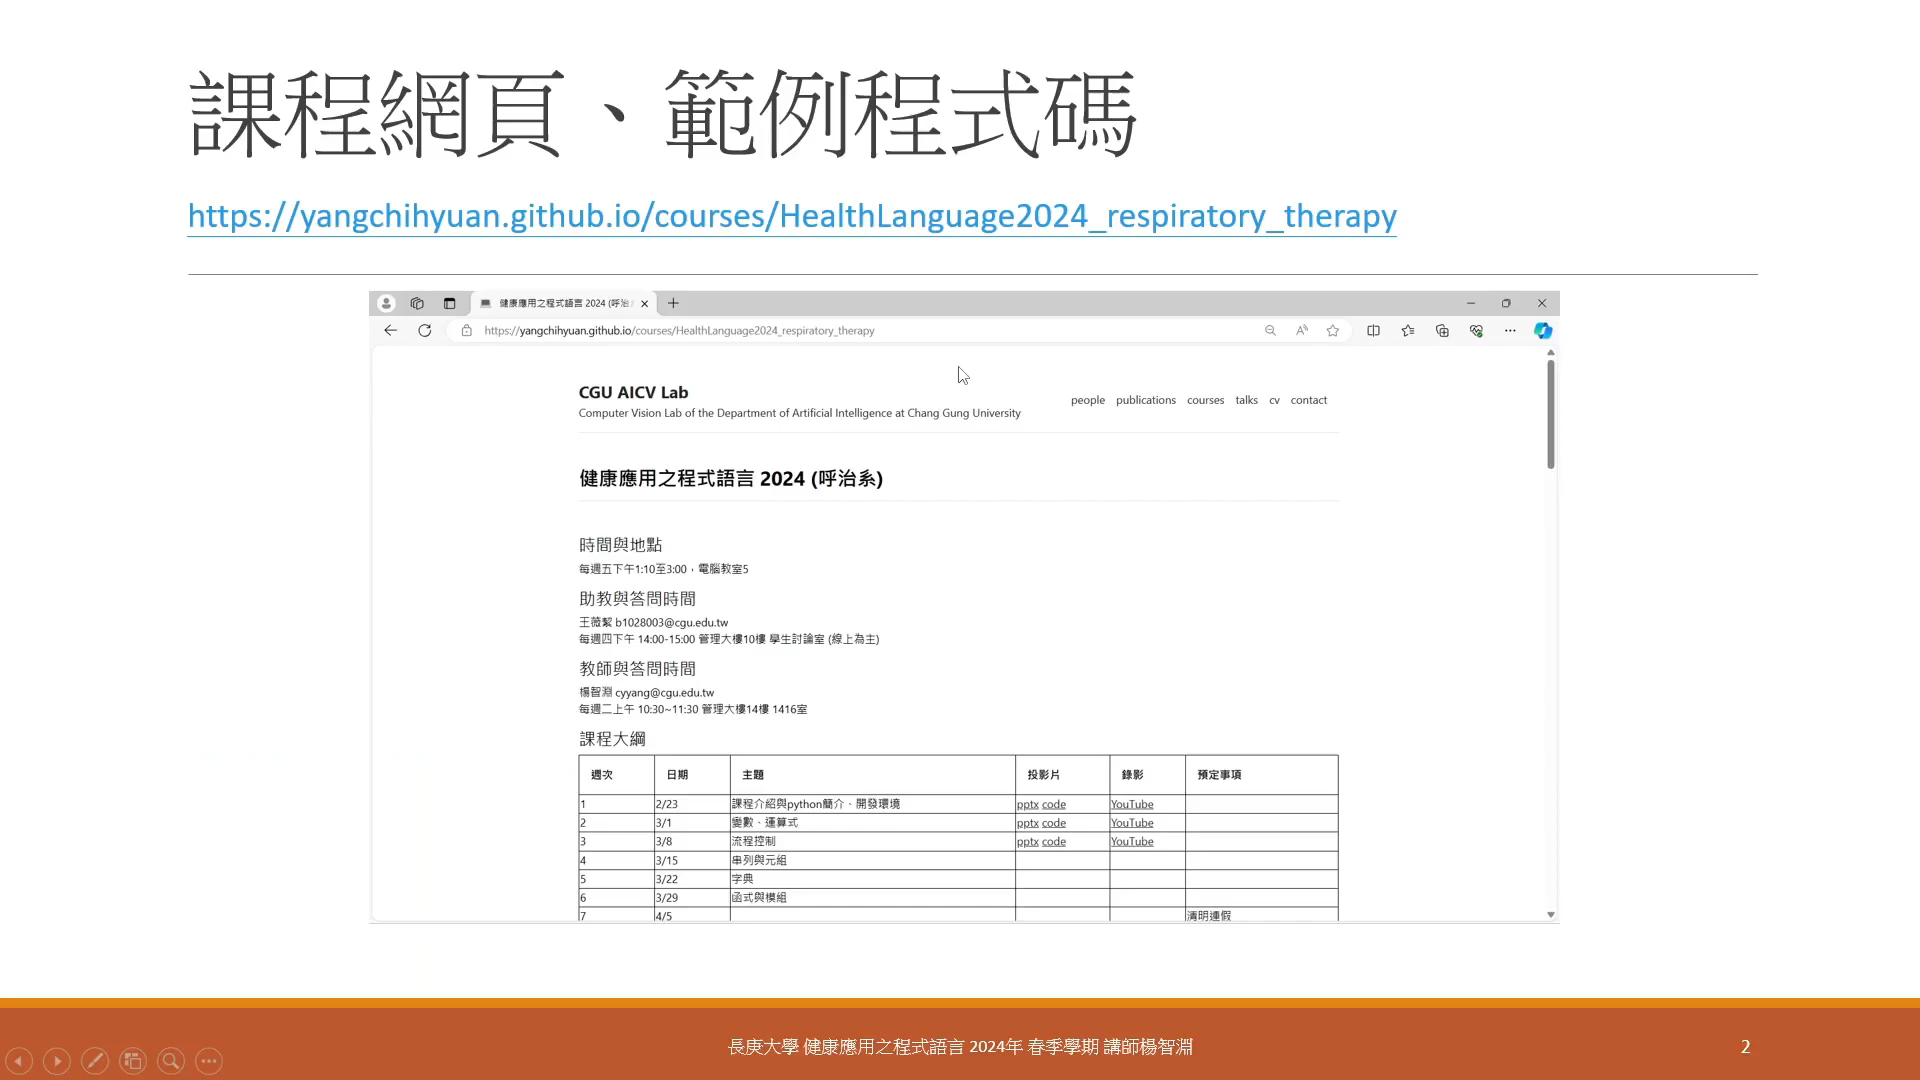 課程網頁、範例程式碼
https://yangchihyuan.github.io/courses/HealthLanguage2024_respiratory_therapy
健康應用之程式語言 2024 (呼治
https://yangchihyuan.github.io/courses/HealthLanguage2024_respiratory_therapy
CGU AICV Lab
Computer Vision Lab of the Department of Artificial Intelligence at Chang Gung University
people publications courses talks cv contact
健康應用之程式語言 2024 (呼治系)
時間與地點
每週五下午1:10至3:00，電腦教室5
助教與答問時間
王薇絜 b1028003@cgu.edu.tw
每週四下午 14:00-15:00 管理大樓10樓 學生討論室 (線上為主)
教師與答問時間
楊智淵 cyyang@cgu.edu.tw
每週二上午 10:30~11:30 管理大樓14樓 1416室
課程大綱
週次 日期 主題 投影片 錄影 預定事項
1 2/23 課程介紹與python簡介、開發環境 pptx code YouTube
2 3/1 變數、運算式 pptx code YouTube
3 3/8 流程控制 pptx code YouTube
4 3/15 串列與元組
5 3/22 字典
6 3/29 函式與模組
7 4/5 清明連假
長庚大學 健康應用之程式語言 2024年 春季學期 講師楊智淵
2